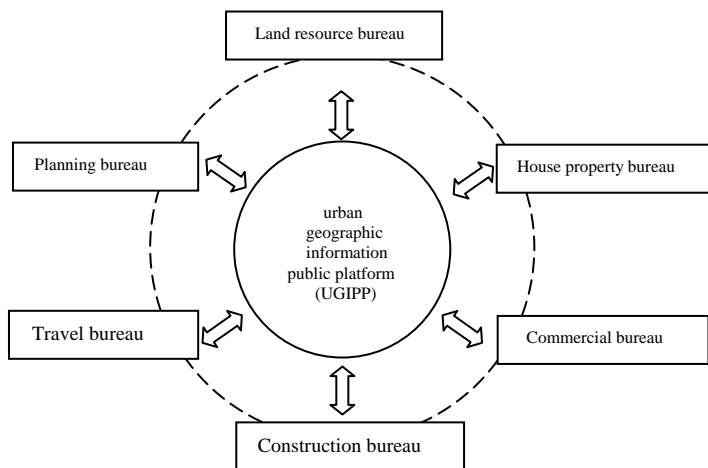 Land resource bureau
Planning bureau
House property bureau
urban
geographic
information
public platform
(UGIPP)
Travel bureau
Commercial bureau
Construction bureau